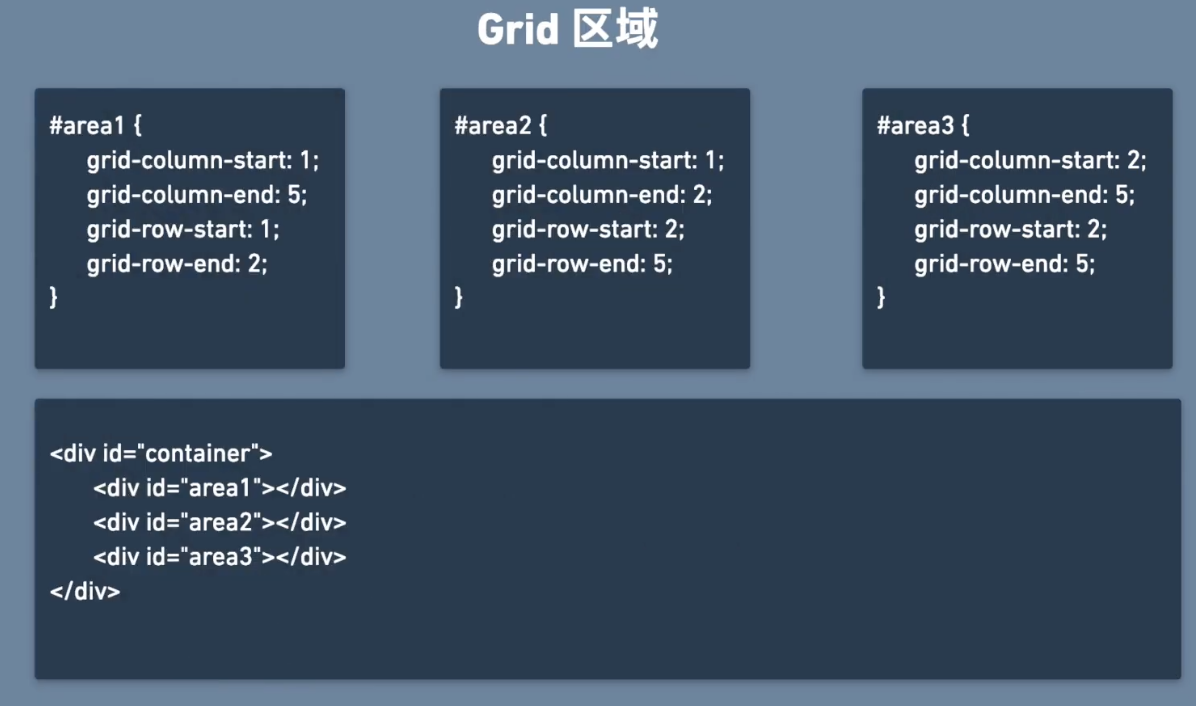 Grid 区域
#area1 {
grid-column-start: 1;
grid-column-end: 5;
grid-row-start: 1;
grid-row-end: 2;
}
#area2 {
grid-column-start: 1;
grid-column-end: 2;
grid-row-start: 2;
grid-row-end: 5;
}
#area3 {
grid-column-start: 2;
grid-column-end: 5;
grid-row-start: 2;
grid-row-end: 5;
}
<div id="container">
<div id="area1"></div>
<div id="area2"></div>
<div id="area3"></div>
</div>